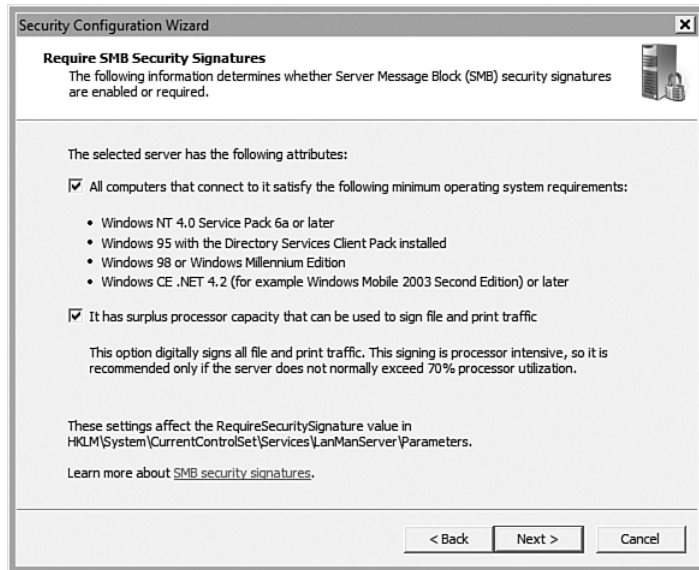 Security Configuration Wizard
Require SMB Security Signatures
The following information determines whether Server Message Block (SMB) security signatures
are enabled or required.
The selected server has the following attributes:
All computers that connect to it satisfy the following minimum operating system requirements:
• Windows NT 4.0 Service Pack 6a or later
• Windows 95 with the Directory Services Client Pack installed
• Windows 98 or Windows Millennium Edition
• Windows CE .NET 4.2 (for example Windows Mobile 2003 Second Edition) or later
It has surplus processor capacity that can be used to sign file and print traffic
This option digitally signs all file and print traffic. This signing is processor intensive, so it is
recommended only if the server does not normally exceed 70% processor utilization.
These settings affect the RequireSecuritySignature value in
HKLM\System\CurrentControlSet\Services\LanManServer\Parameters.
Learn more about SMB security signatures.
< Back Next > Cancel